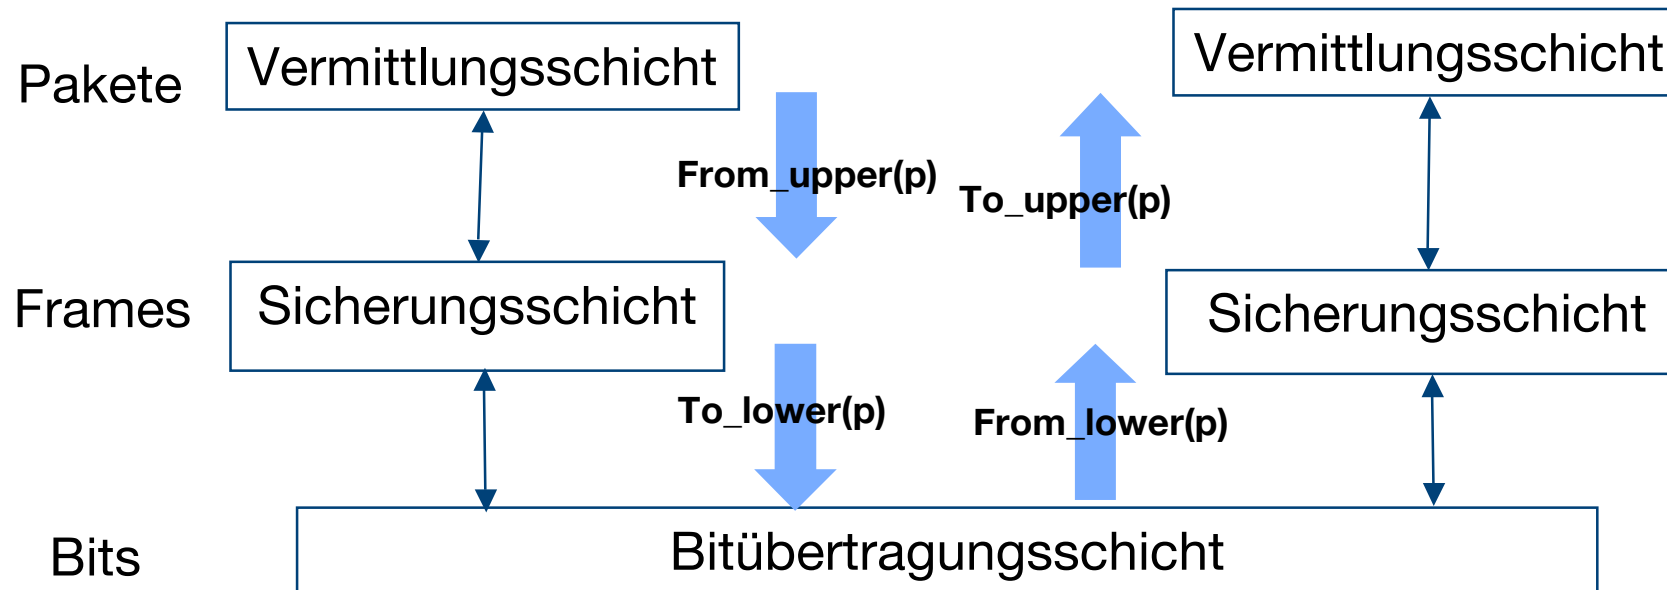 Pakete
Vermittlungsschicht
Vermittlungsschicht
From_upper(p)
To_upper(p)
Frames
Sicherungsschicht
Sicherungsschicht
To_lower(p)
From_lower(p)
Bits
Bitübertragungsschicht